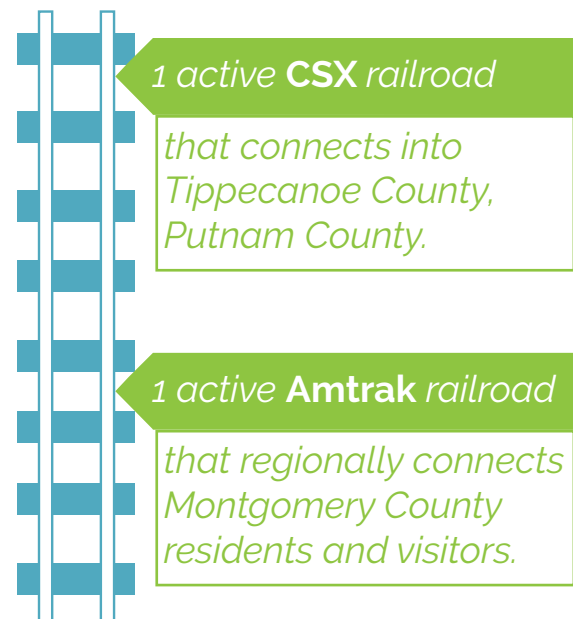 1 active CSX railroad
that connects into
Tippecanoe County,
Putnam County.
1 active Amtrak railroad
that regionally connects
Montgomery County
residents and visitors.